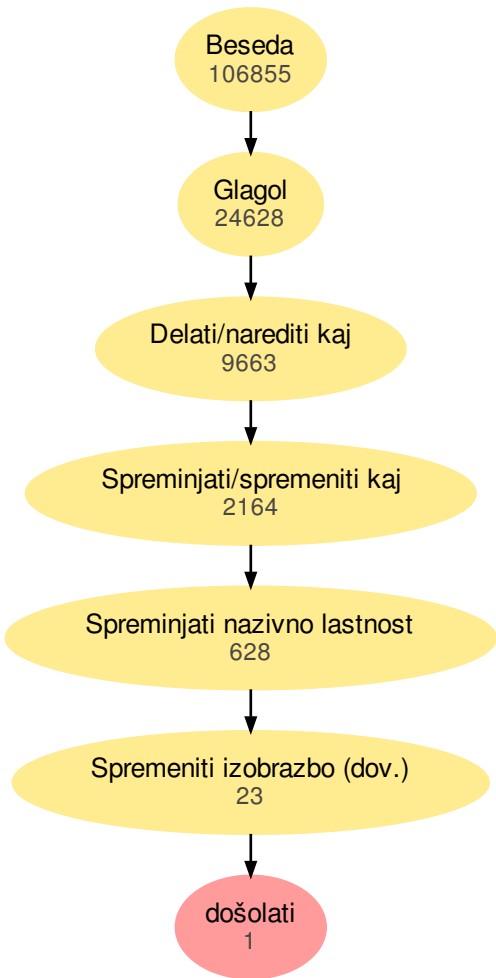 Beseda
106855
Glagol
24628
Delati/narediti kaj
9663
Spreminjati/spremeniti kaj
2164
Spreminjati nazivno lastnost
628
Spremeniti izobrazbo (dov.)
23
došolati
1